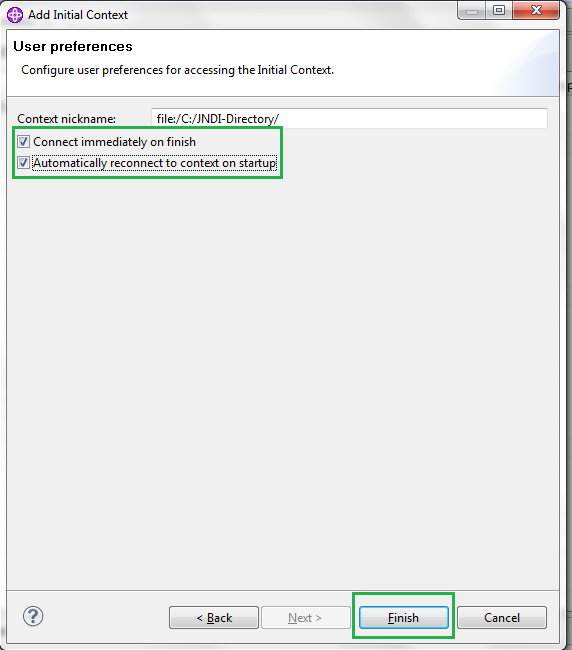 Add Initial Context
User preferences
Configure user preferences for accessing the Initial Context.
Context nickname: file:/C:/JNDI-Directory/
Connect immediately on finish
Automatically reconnect to context on startup
? < Back Next > Finish Cancel